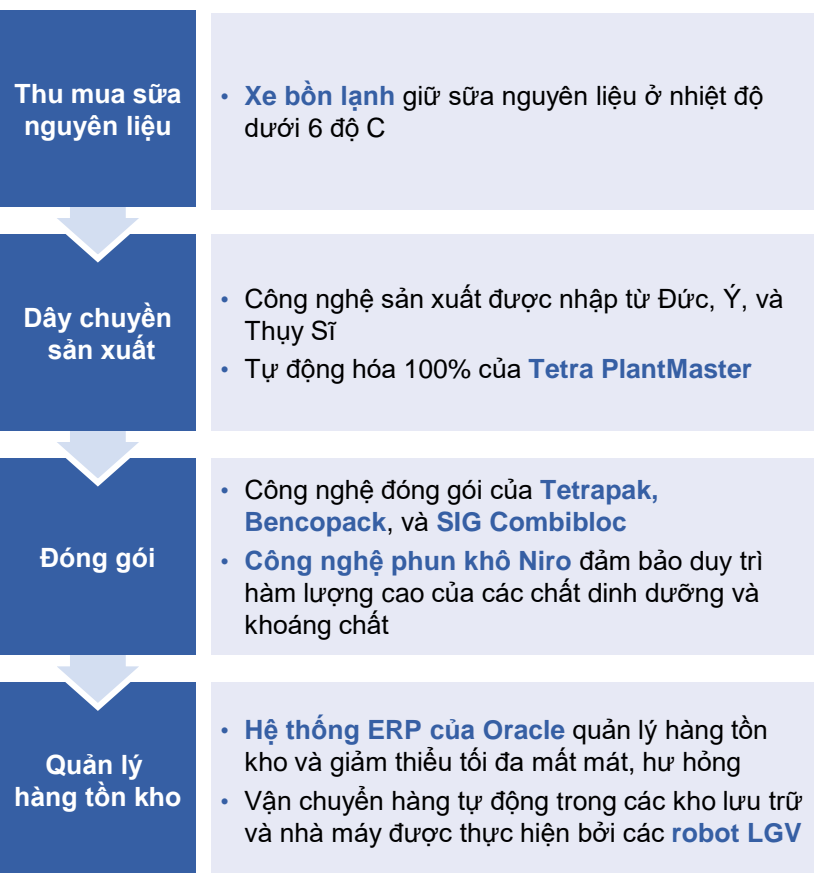 Thu mua sữa
nguyên liệu
• Xe bồn lạnh giữ sữa nguyên liệu ở nhiệt độ
dưới 6 độ C
Dây chuyền
sản xuất
• Công nghệ sản xuất được nhập từ Đức, Ý, và
Thụy Sĩ
• Tự động hóa 100% của Tetra PlantMaster
Đóng gói
• Công nghệ đóng gói của Tetrapak,
Bencopack, và SIG Combibloc
• Công nghệ phun khô Niro đảm bảo duy trì
hàm lượng cao của các chất dinh dưỡng và
khoáng chất
Quản lý
hàng tồn kho
• Hệ thống ERP của Oracle quản lý hàng tồn
kho và giảm thiểu tối đa mất mát, hư hỏng
• Vận chuyển hàng tự động trong các kho lưu trữ
và nhà máy được thực hiện bởi các robot LGV